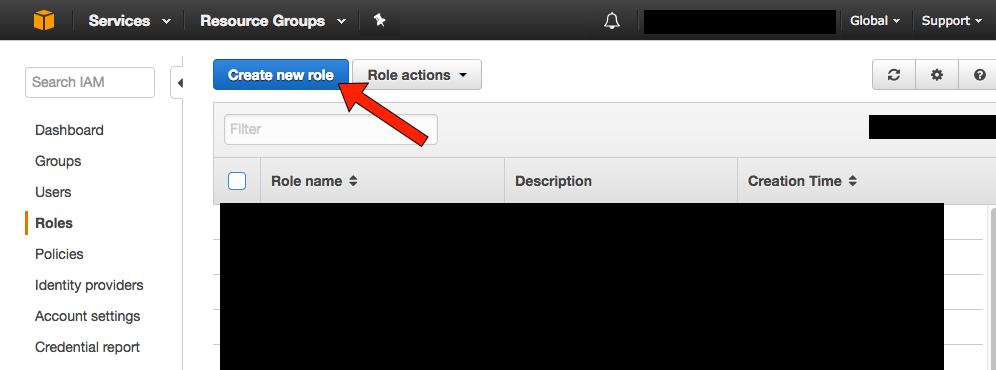 Services Resource Groups Global Support
Search IAM
Create new role Role actions
Dashboard
Groups
Users
Roles
Policies
Identity providers
Account settings
Credential report
Filter
Role name Description Creation Time